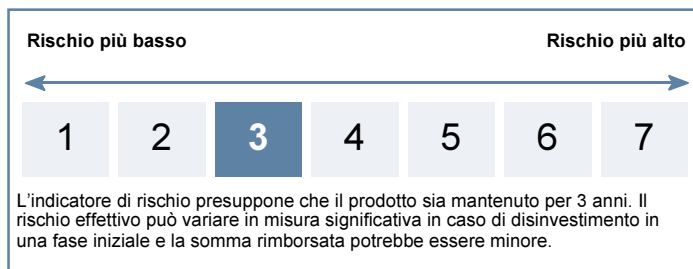 Rischio più basso Rischio più alto
1 2 3 4 5 6 7
L'indicatore di rischio presuppone che il prodotto sia mantenuto per 3 anni. Il
rischio effettivo può variare in misura significativa in caso di disinvestimento in
una fase iniziale e la somma rimborsata potrebbe essere minore.